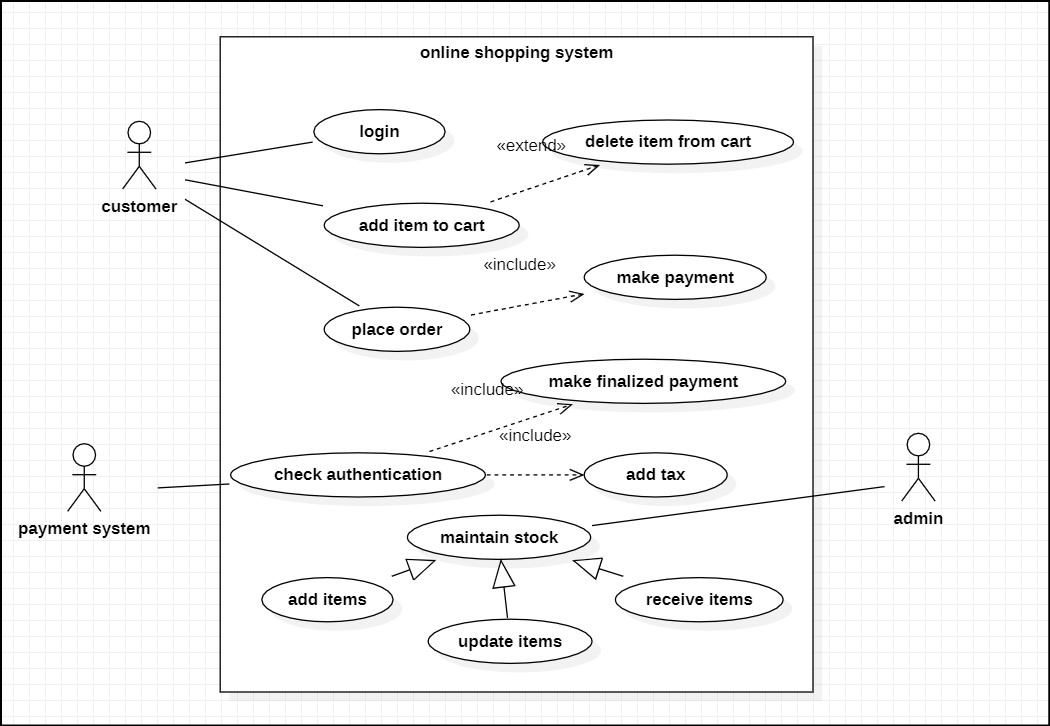 online shopping system
login
«extend»
delete item from cart
customer
add item to cart
«include»
make payment
place order
«include»
make finalized payment
«include»
check authentication
add tax
payment system
admin
maintain stock
add items
receive items
update items